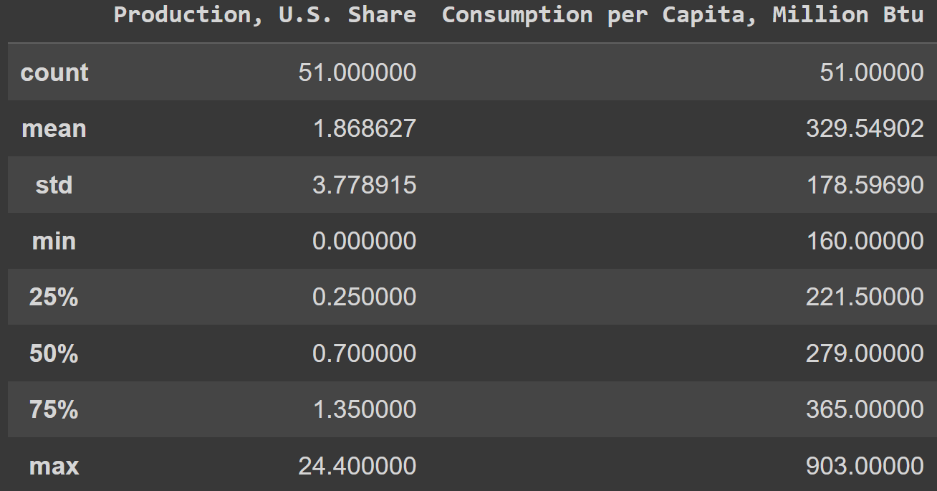 Production, U.S. Share Consumption per Capita, Million Btu
count 51.000000 51.00000
mean 1.868627 329.54902
std 3.778915 178.59690
min 0.000000 160.00000
25% 0.250000 221.50000
50% 0.700000 279.00000
75% 1.350000 365.00000
max 24.400000 903.00000